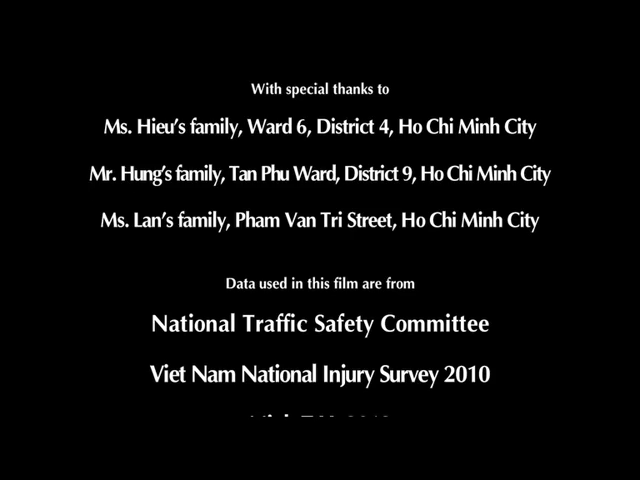 With special thanks to
Ms. Hieu's family, Ward 6, District 4, Ho Chi Minh City
Mr. Hung's family, Tan Phu Ward, District 9, Ho Chi Minh City
Ms. Lan's family, Pham Van Tri Street, Ho Chi Minh City
Data used in this film are from
National Traffic Safety Committee
Viet Nam National Injury Survey 2010